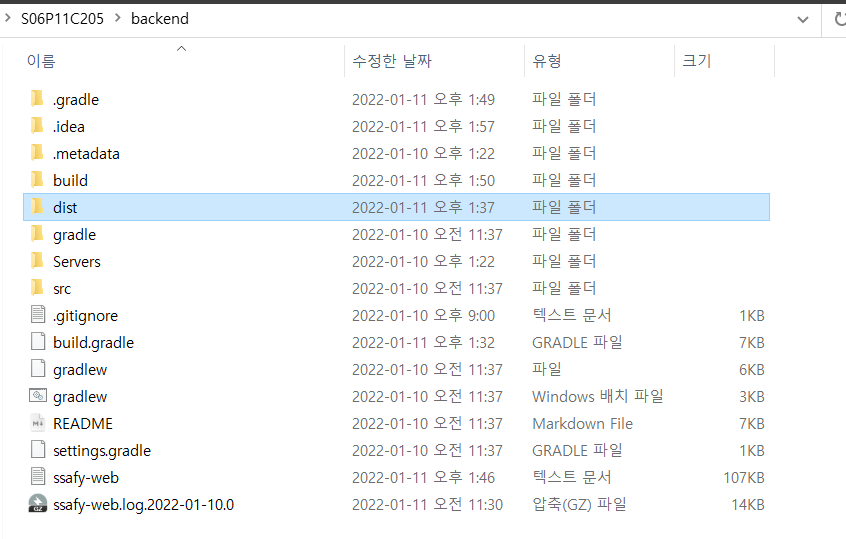 S06P11C205 > backend
이름 수정한 날짜 유형 크기
.gradle 2022-01-11 오후 1:49 파일 폴더
.idea 2022-01-11 오후 1:57 파일 폴더
.metadata 2022-01-10 오후 1:22 파일 폴더
build 2022-01-11 오후 1:50 파일 폴더
dist 2022-01-11 오후 1:37 파일 폴더
gradle 2022-01-10 오전 11:37 파일 폴더
Servers 2022-01-10 오후 1:22 파일 폴더
src 2022-01-10 오전 11:37 파일 폴더
.gitignore 2022-01-10 오후 9:00 텍스트 문서 1KB
build.gradle 2022-01-11 오후 1:32 GRADLE 파일 7KB
gradlew 2022-01-10 오전 11:37 파일 6KB
gradlew 2022-01-10 오전 11:37 Windows 배치 파일 3KB
README 2022-01-10 오전 11:37 Markdown File 7KB
settings.gradle 2022-01-10 오전 11:37 GRADLE 파일 1KB
ssafy-web 2022-01-11 오후 1:46 텍스트 문서 107KB
ssafy-web.log.2022-01-10.0 2022-01-11 오전 11:30 압축(GZ) 파일 14KB